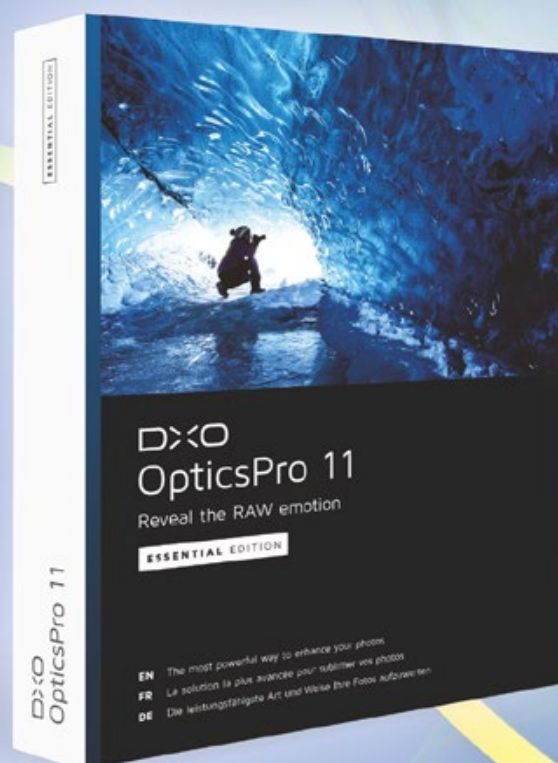 ESSENTIAL EDITION
DXO
OpticsPro 11
DXO
OpticsPro 11
Reveal the RAW emotion
ESSENTIAL EDITION
EN The most powerful way to enhance your photos
FR La solution la plus avancée pour sublimer vos photos
DE Die leistungsfähigste Art und Weise Ihre Fotos aufzuwerten